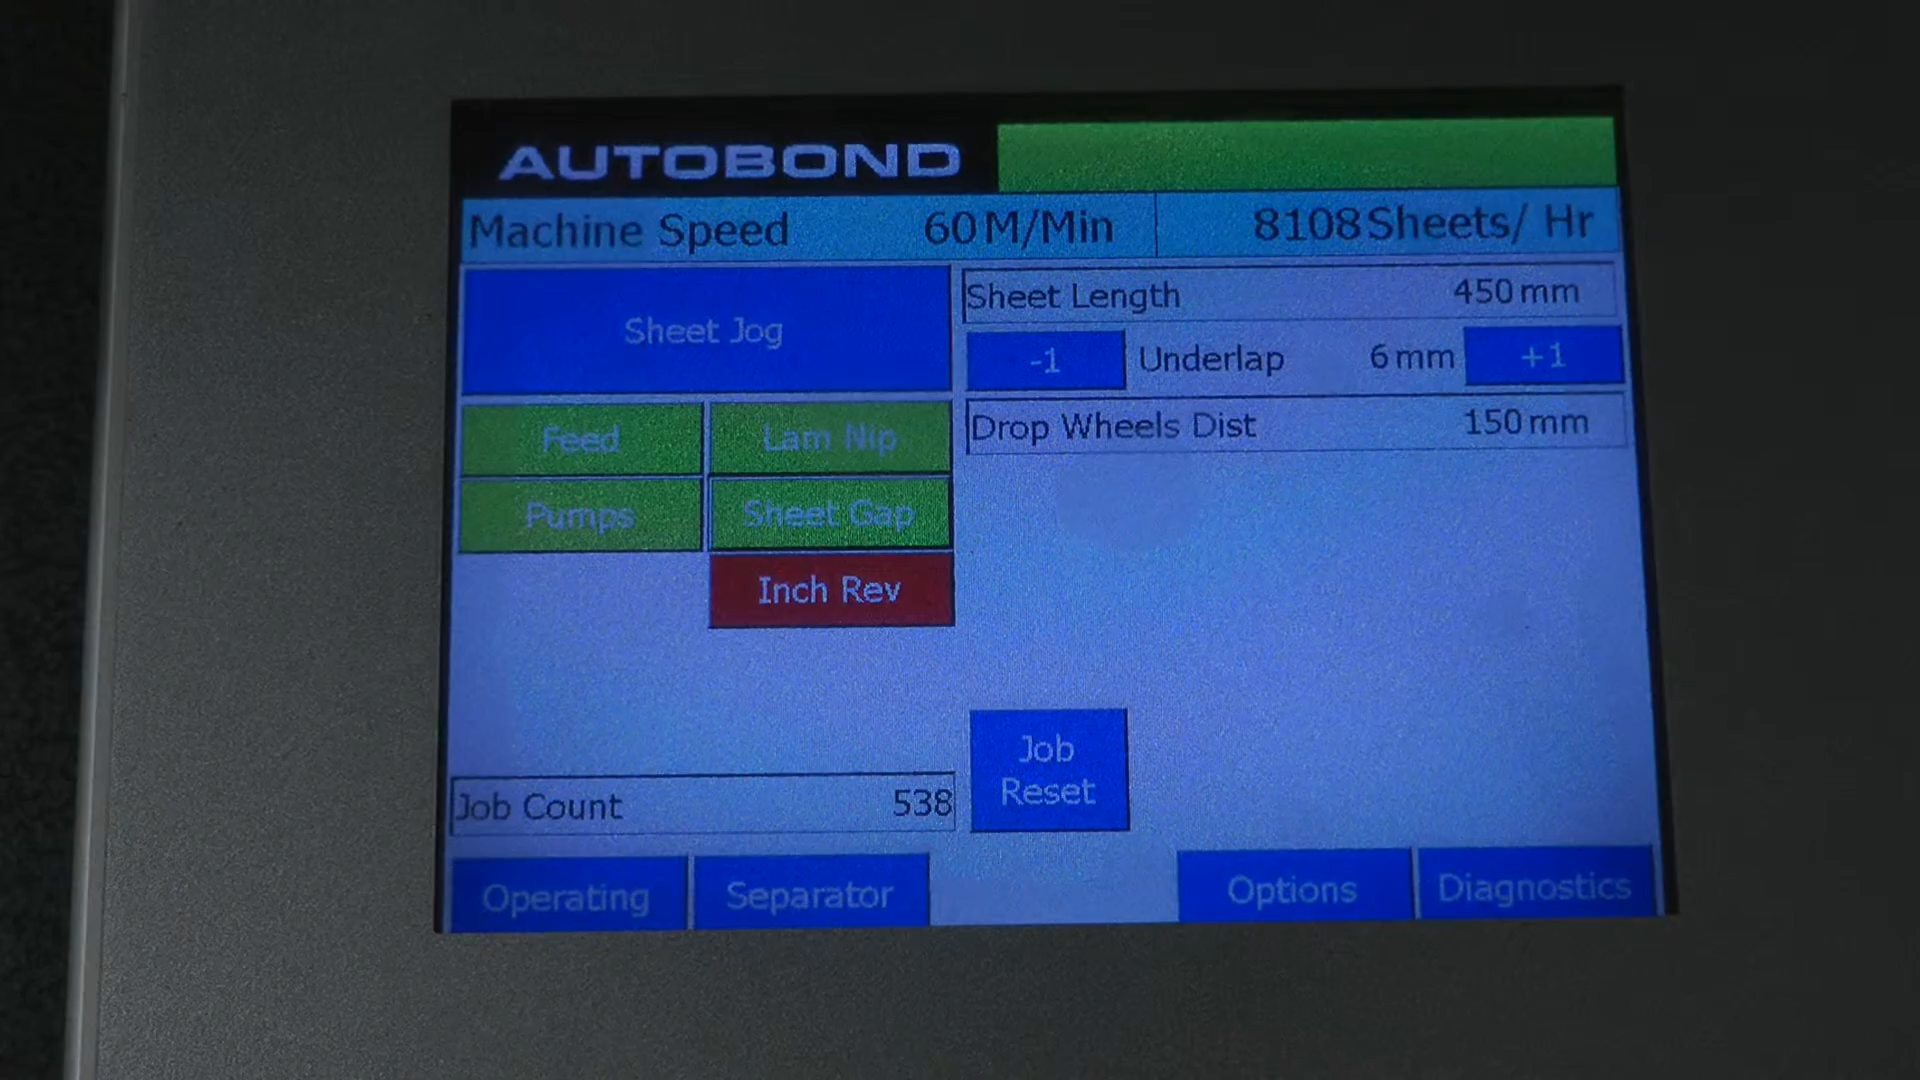 AUTOBOND
Machine Speed 60 M/Min 8108 Sheets/ Hr
Sheet Jog
Sheet Length 450 mm
-1 Underlap 6 mm +1
Drop Wheels Dist 150 mm
Feed Lam Nip
Pumps Sheet Gap
Inch Rev
Job Reset
Job Count 538
Operating Separator Options Diagnostics